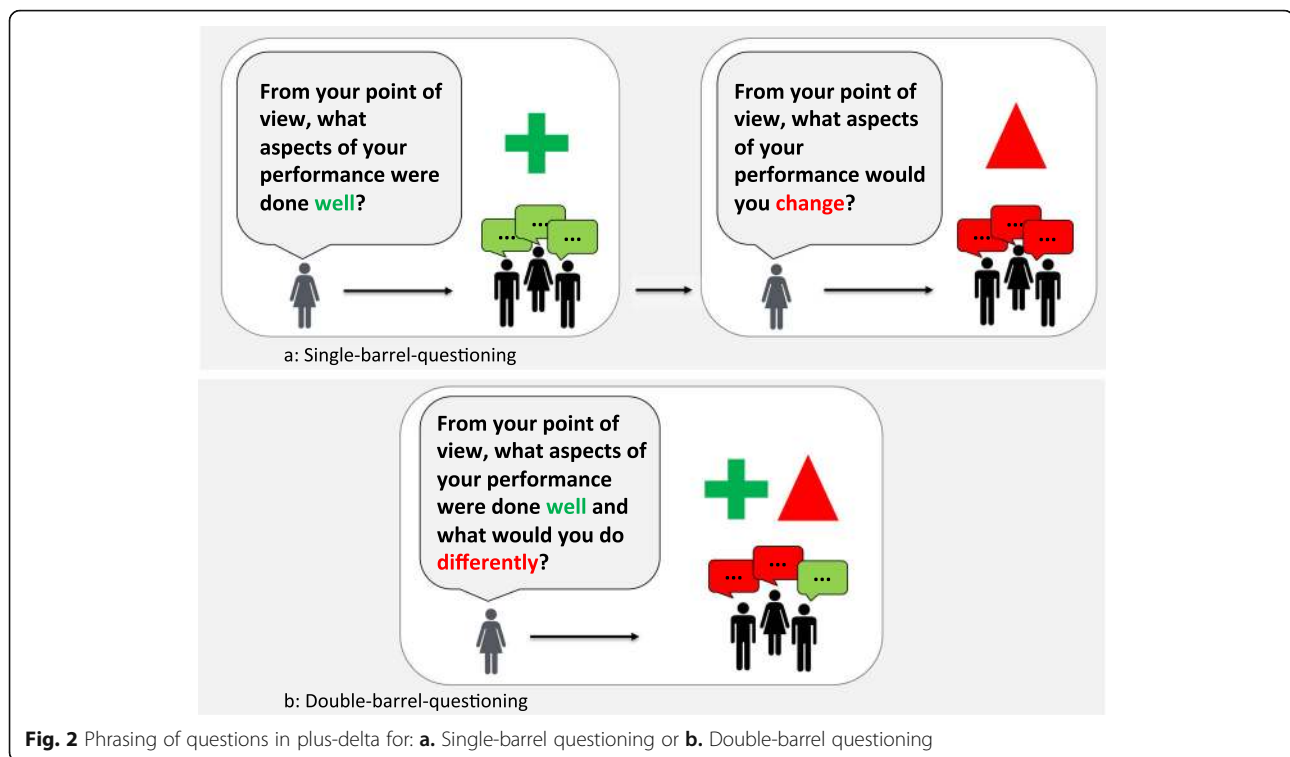 From your point of
view, what
aspects of your
performance were
done well?
...
...
...
From your point of
view, what aspects
of your
performance would
you change?
...
...
...
a: Single-barrel-questioning
From your point of
view, what aspects of
your performance
were done well and
what would you do
differently?
...
...
...
b: Double-barrel-questioning
Fig. 2 Phrasing of questions in plus-delta for: a. Single-barrel questioning or b. Double-barrel questioning